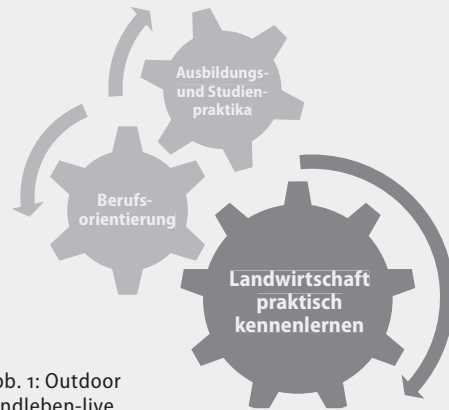 Ausbildungs-
und Studien-
praktika
Berufs-
orientierung
Landwirtschaft
praktisch
kennenlernen
bb. 1: Outdoor
ndleben-live